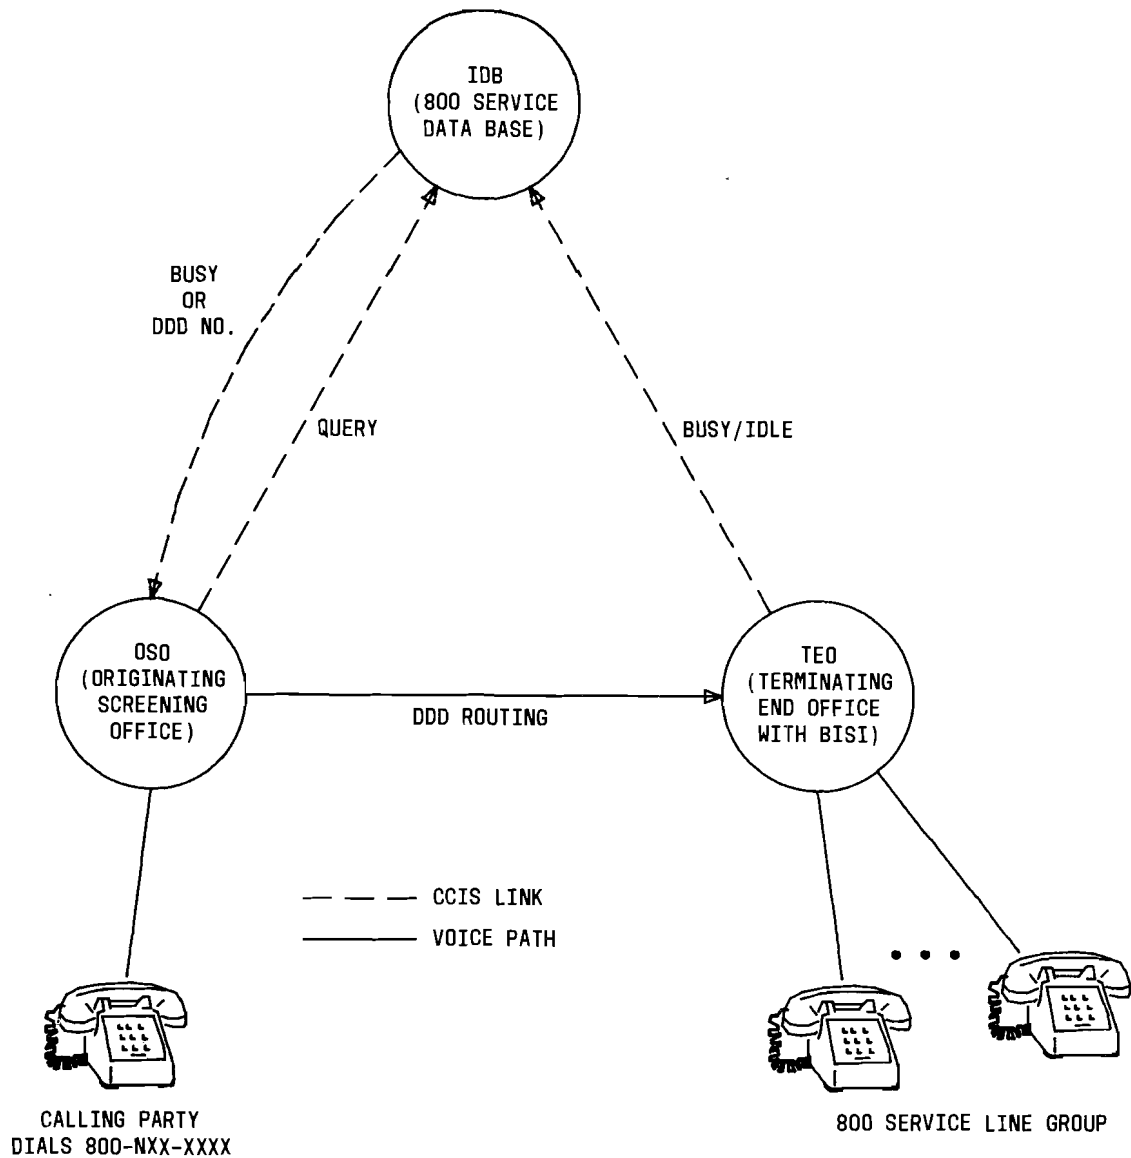 IDB
(800 SERVICE
DATA BASE)
BUSY
OR
DDD NO.
QUERY
BUSY/IDLE
OSO
(ORIGINATING
SCREENING
OFFICE)
DDD ROUTING
TEO
(TERMINATING
END OFFICE
WITH BISI)
CCIS LINK
VOICE PATH
CALLING PARTY
DIALS 800-NXX-XXXX
800 SERVICE LINE GROUP